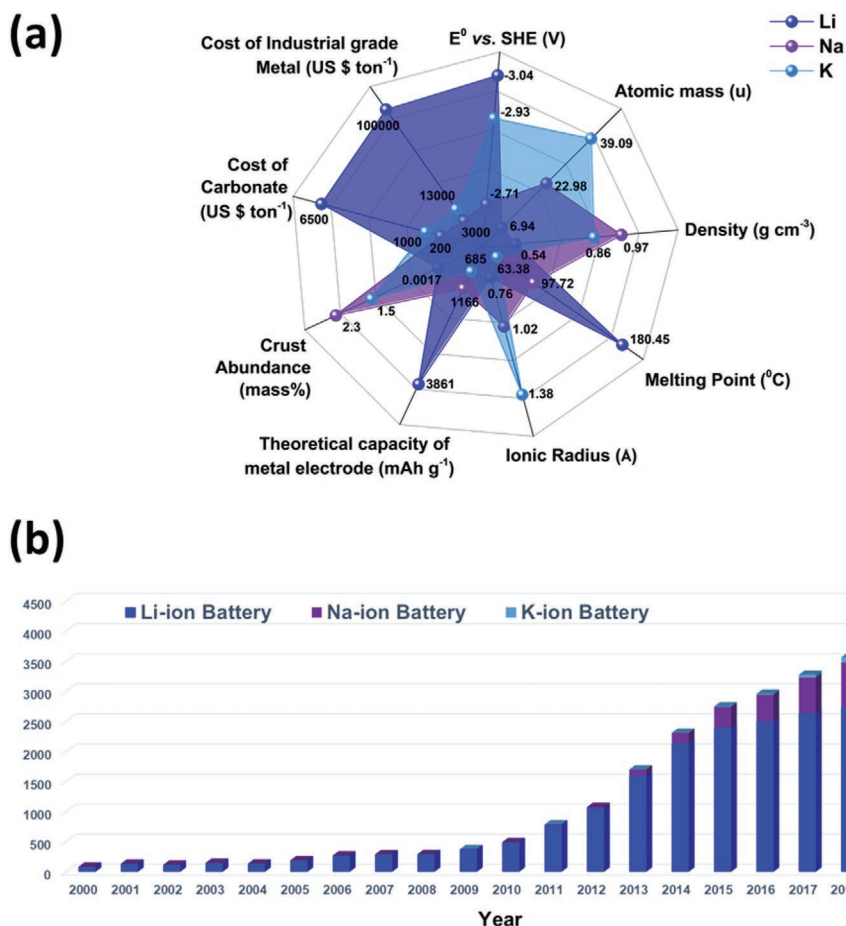 (a)
Li
Na
K
Cost of Industrial grade
Metal (US $ ton⁻¹)
E⁰ vs. SHE (V)
Atomic mass (u)
-3.04
-2.93
39.09
100000
Cost of
Carbonate
(US $ ton⁻¹)
13000
-2.71
22.98
6500
1000
200
3000
6.94
Density (g cm⁻³)
0.54
0.86
0.97
0.0017
685
63.38
97.72
1.5
2.3
1166
0.76
1.02
180.45
Crust
Abundance
(mass%)
Melting Point (⁰C)
3861
1.38
Theoretical capacity of
metal electrode (mAh g⁻¹)
Ionic Radius (Å)
(b)
4500
4000
3500
3000
2500
2000
1500
1000
500
0
Li-ion Battery Na-ion Battery K-ion Battery
2000 2001 2002 2003 2004 2005 2006 2007 2008 2009 2010 2011 2012 2013 2014 2015 2016 2017
Year